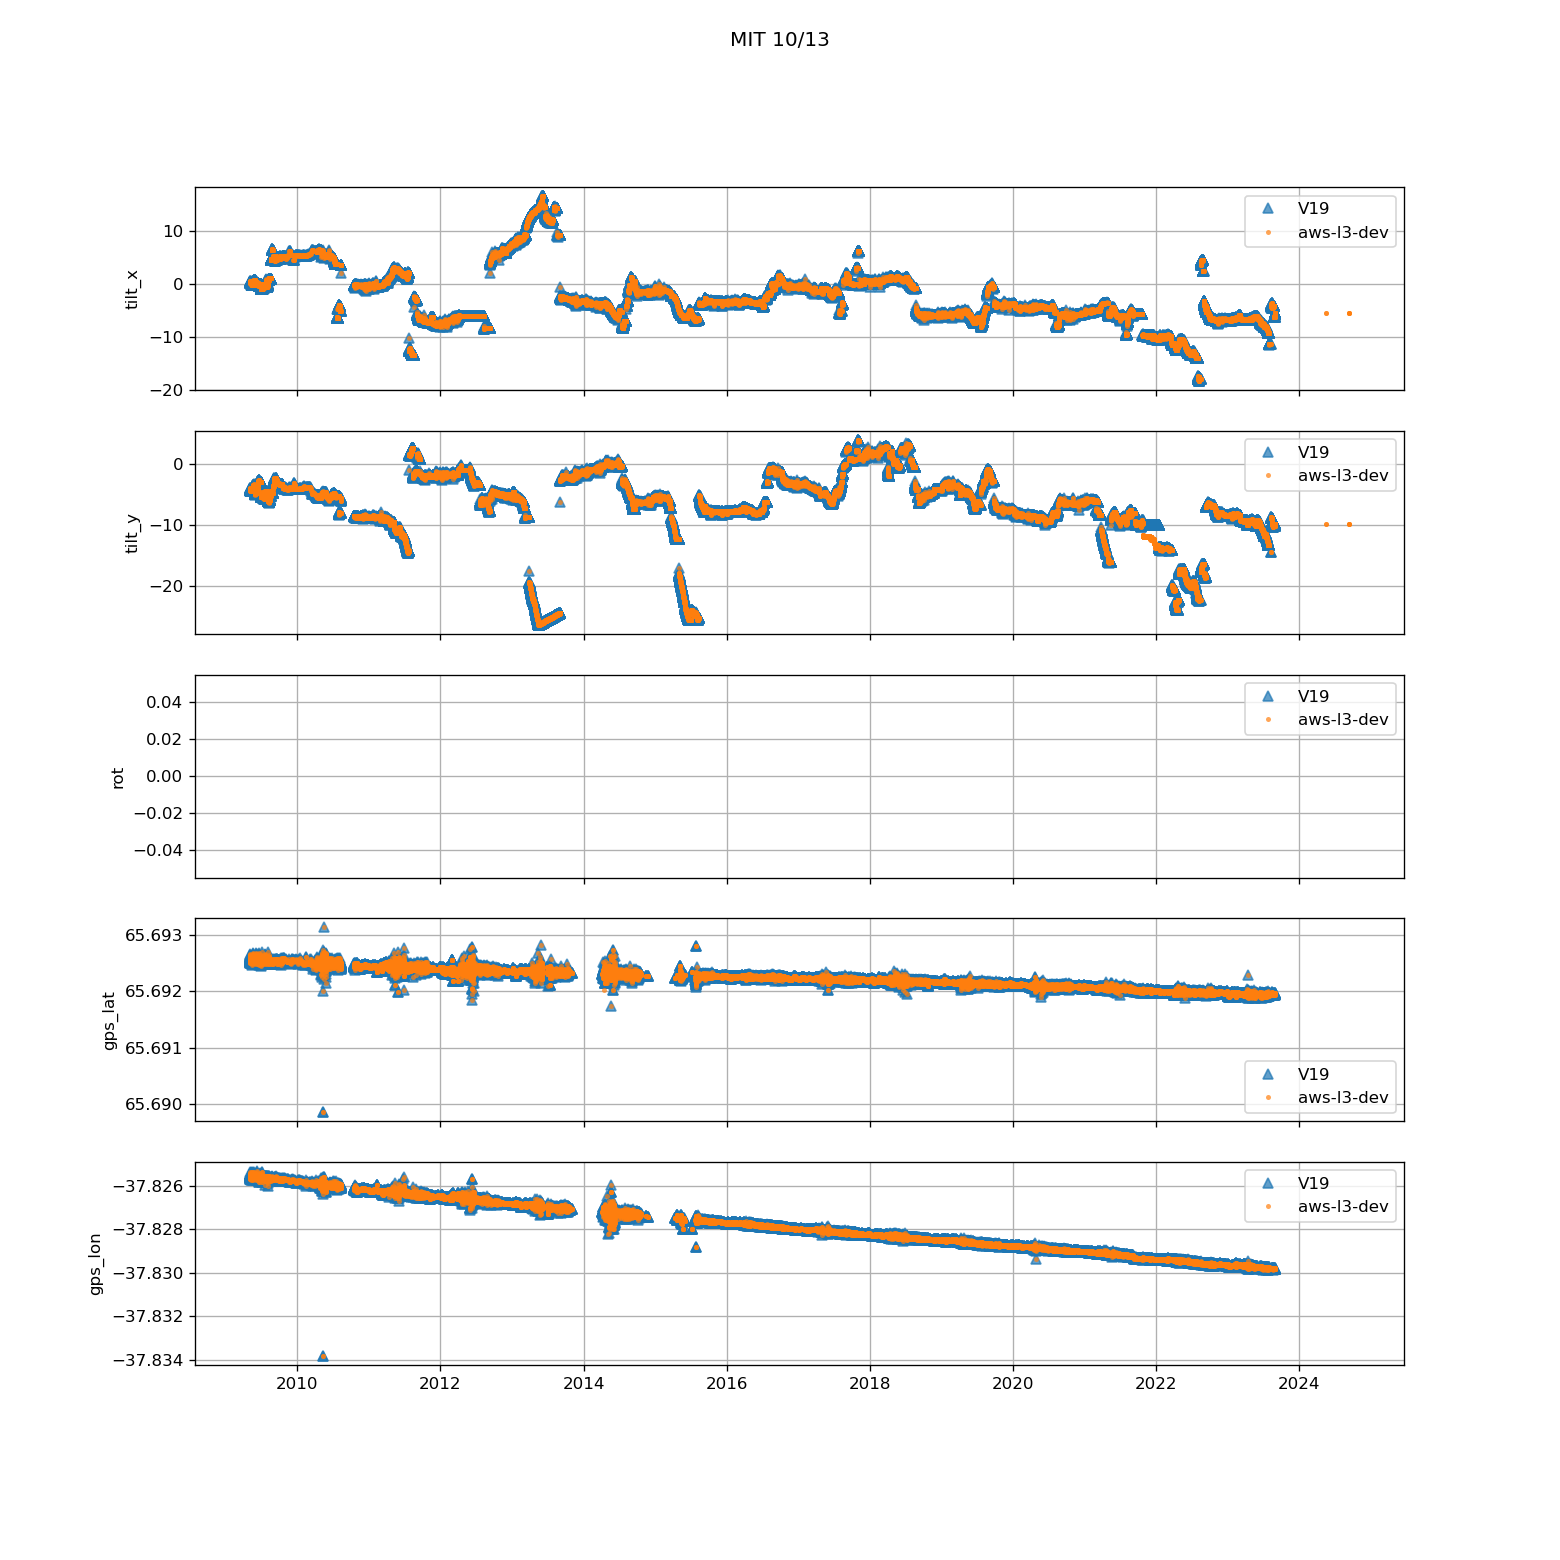 MIT 10/13
10
0
−10
−20
tilt_x
V19
aws-l3-dev
0
−10
−20
tilt_y
V19
aws-l3-dev
0.04
0.02
0.00
−0.02
−0.04
rot
V19
aws-l3-dev
65.693
65.692
65.691
65.690
gps_lat
V19
aws-l3-dev
−37.826
−37.828
−37.830
−37.832
−37.834
gps_lon
V19
aws-l3-dev
2010 2012 2014 2016 2018 2020 2022 2024